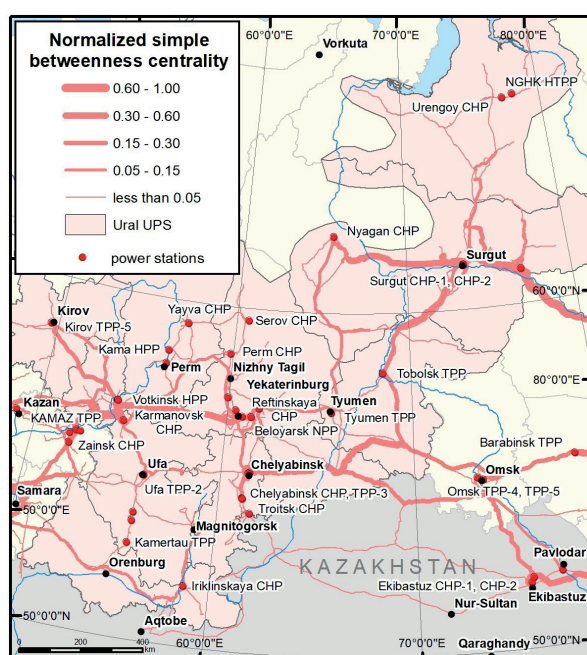 Normalized simple
betweenness centrality
0.60 - 1.00
0.30 - 0.60
0.15 - 0.30
0.05 - 0.15
less than 0.05
Ural UPS
power stations
60°0'0"E
70°0'0"E
80°0'0"E
Vorkuta
NGHK HTPP
Urengoy CHP
Nyagan CHP
Surgut
Surgut CHP-1, CHP-2
60°0'0"N
Kirov
Kirov TPP-5
Yayva CHP
Serov CHP
Kama HPP
Perm CHP
Perm
Nizhny Tagil
Yekaterinburg
Tobolsk TPP
80°0'0"E
Kazan
Votkinsk HPP
Reftinskaya
CHP
Tyumen
KAMAZ TPP
Karmanovsk
CHP
Tyumen TPP
Beloyarsk NPP
Zainsk CHP
Barabinsk TPP
Ufa
Chelyabinsk
Omsk
Ufa TPP-2
Omsk TPP-4, TPP-5
Samara
Chelyabinsk CHP, TPP-3
50°0'0"E
Troitsk CHP
Magnitogorsk
Kamertau TPP
Pavlodar
Orenburg
KAZAKHSTAN
Iriklinskaya CHP
Ekibastuz CHP-1, CHP-2
Ekibastuz
Nur-Sultan
50°0'0"N
50°0'0"N
Aqtobe
60°0'0"E
70°0'0"E
Qaraghandy
0 200 400
km